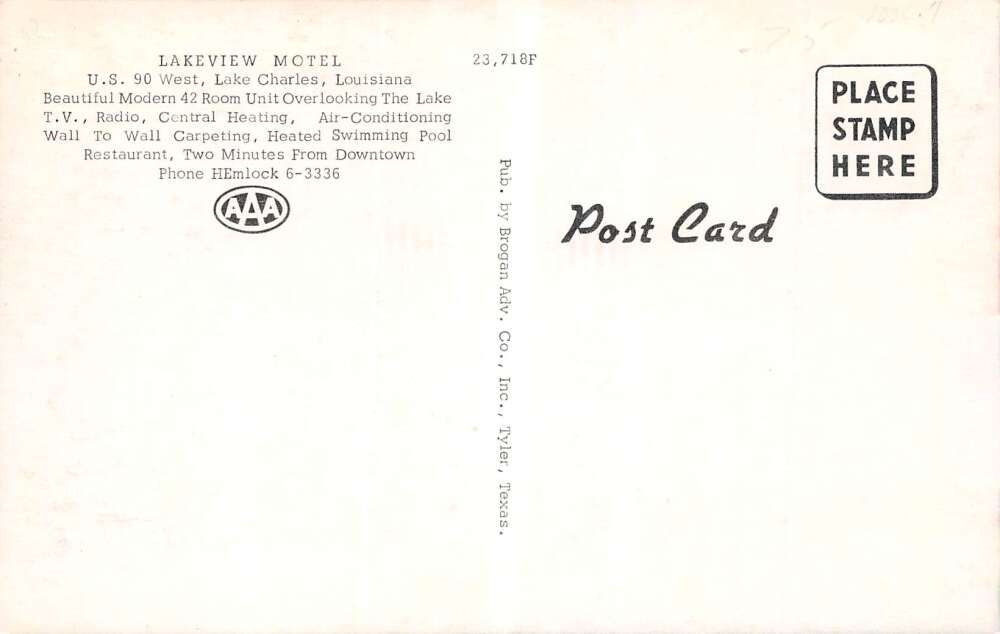 LAKEVIEW MOTEL
U.S. 90 West, Lake Charles, Louisiana
Beautiful Modern 42 Room Unit Overlooking The Lake
T.V., Radio, Central Heating, Air-Conditioning
Wall To Wall Carpeting, Heated Swimming Pool
Restaurant, Two Minutes From Downtown
Phone HEmlock 6-3336
AAA
23,718F
Pub. by Brogan Adv. Co., Inc., Tyler, Texas.
Post Card
PLACE
STAMP
HERE